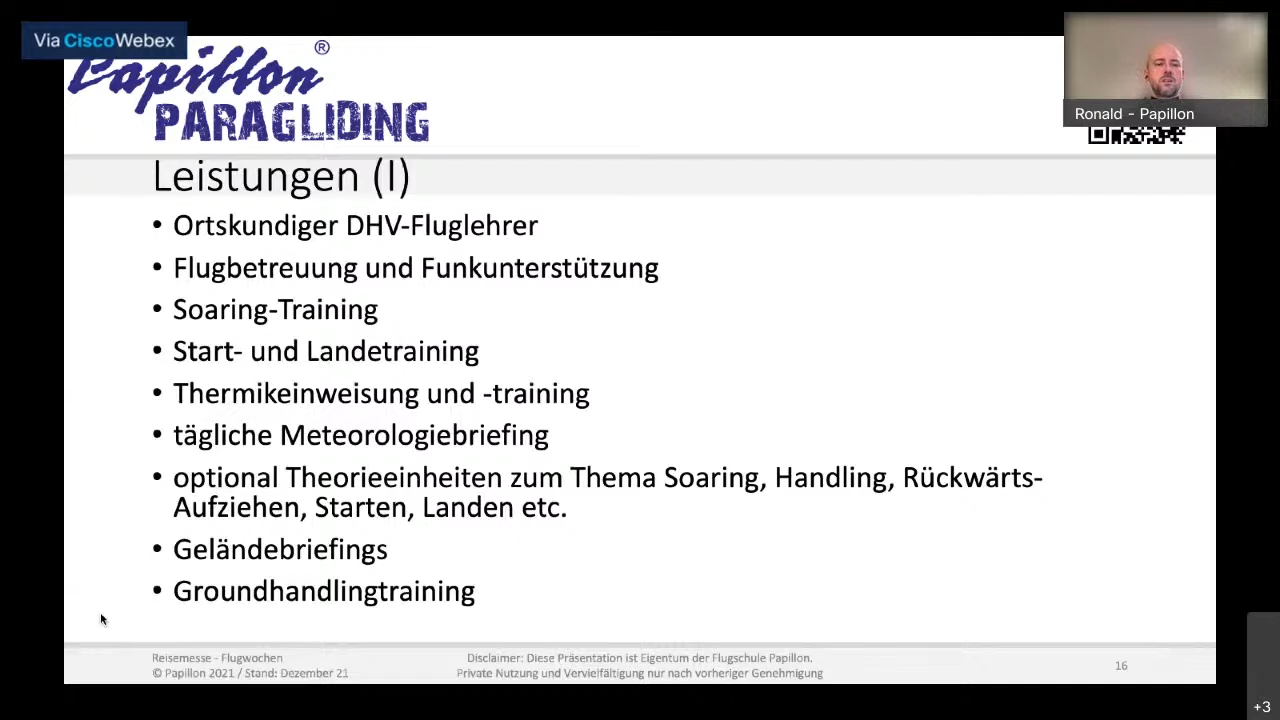 Via CiscoWebex
Papillon®
PARAGLIDING
Ronald - Papillon
Leistungen (I)
• Ortskundiger DHV-Fluglehrer
• Flugbetreuung und Funkunterstützung
• Soaring-Training
• Start- und Landetraining
• Thermikeinweisung und -training
• tägliche Meteorologiebriefing
• optional Theorieeinheiten zum Thema Soaring, Handling, Rückwärts-
Aufziehen, Starten, Landen etc.
• Geländebriefings
• Groundhandlingtraining
Reisemesse - Flugwochen
© Papillon 2021 / Stand: Dezember 21
Disclaimer: Diese Präsentation ist Eigentum der Flugschule Papillon.
Private Nutzung und Vervielfältigung nur nach vorheriger Genehmigung
16
+3